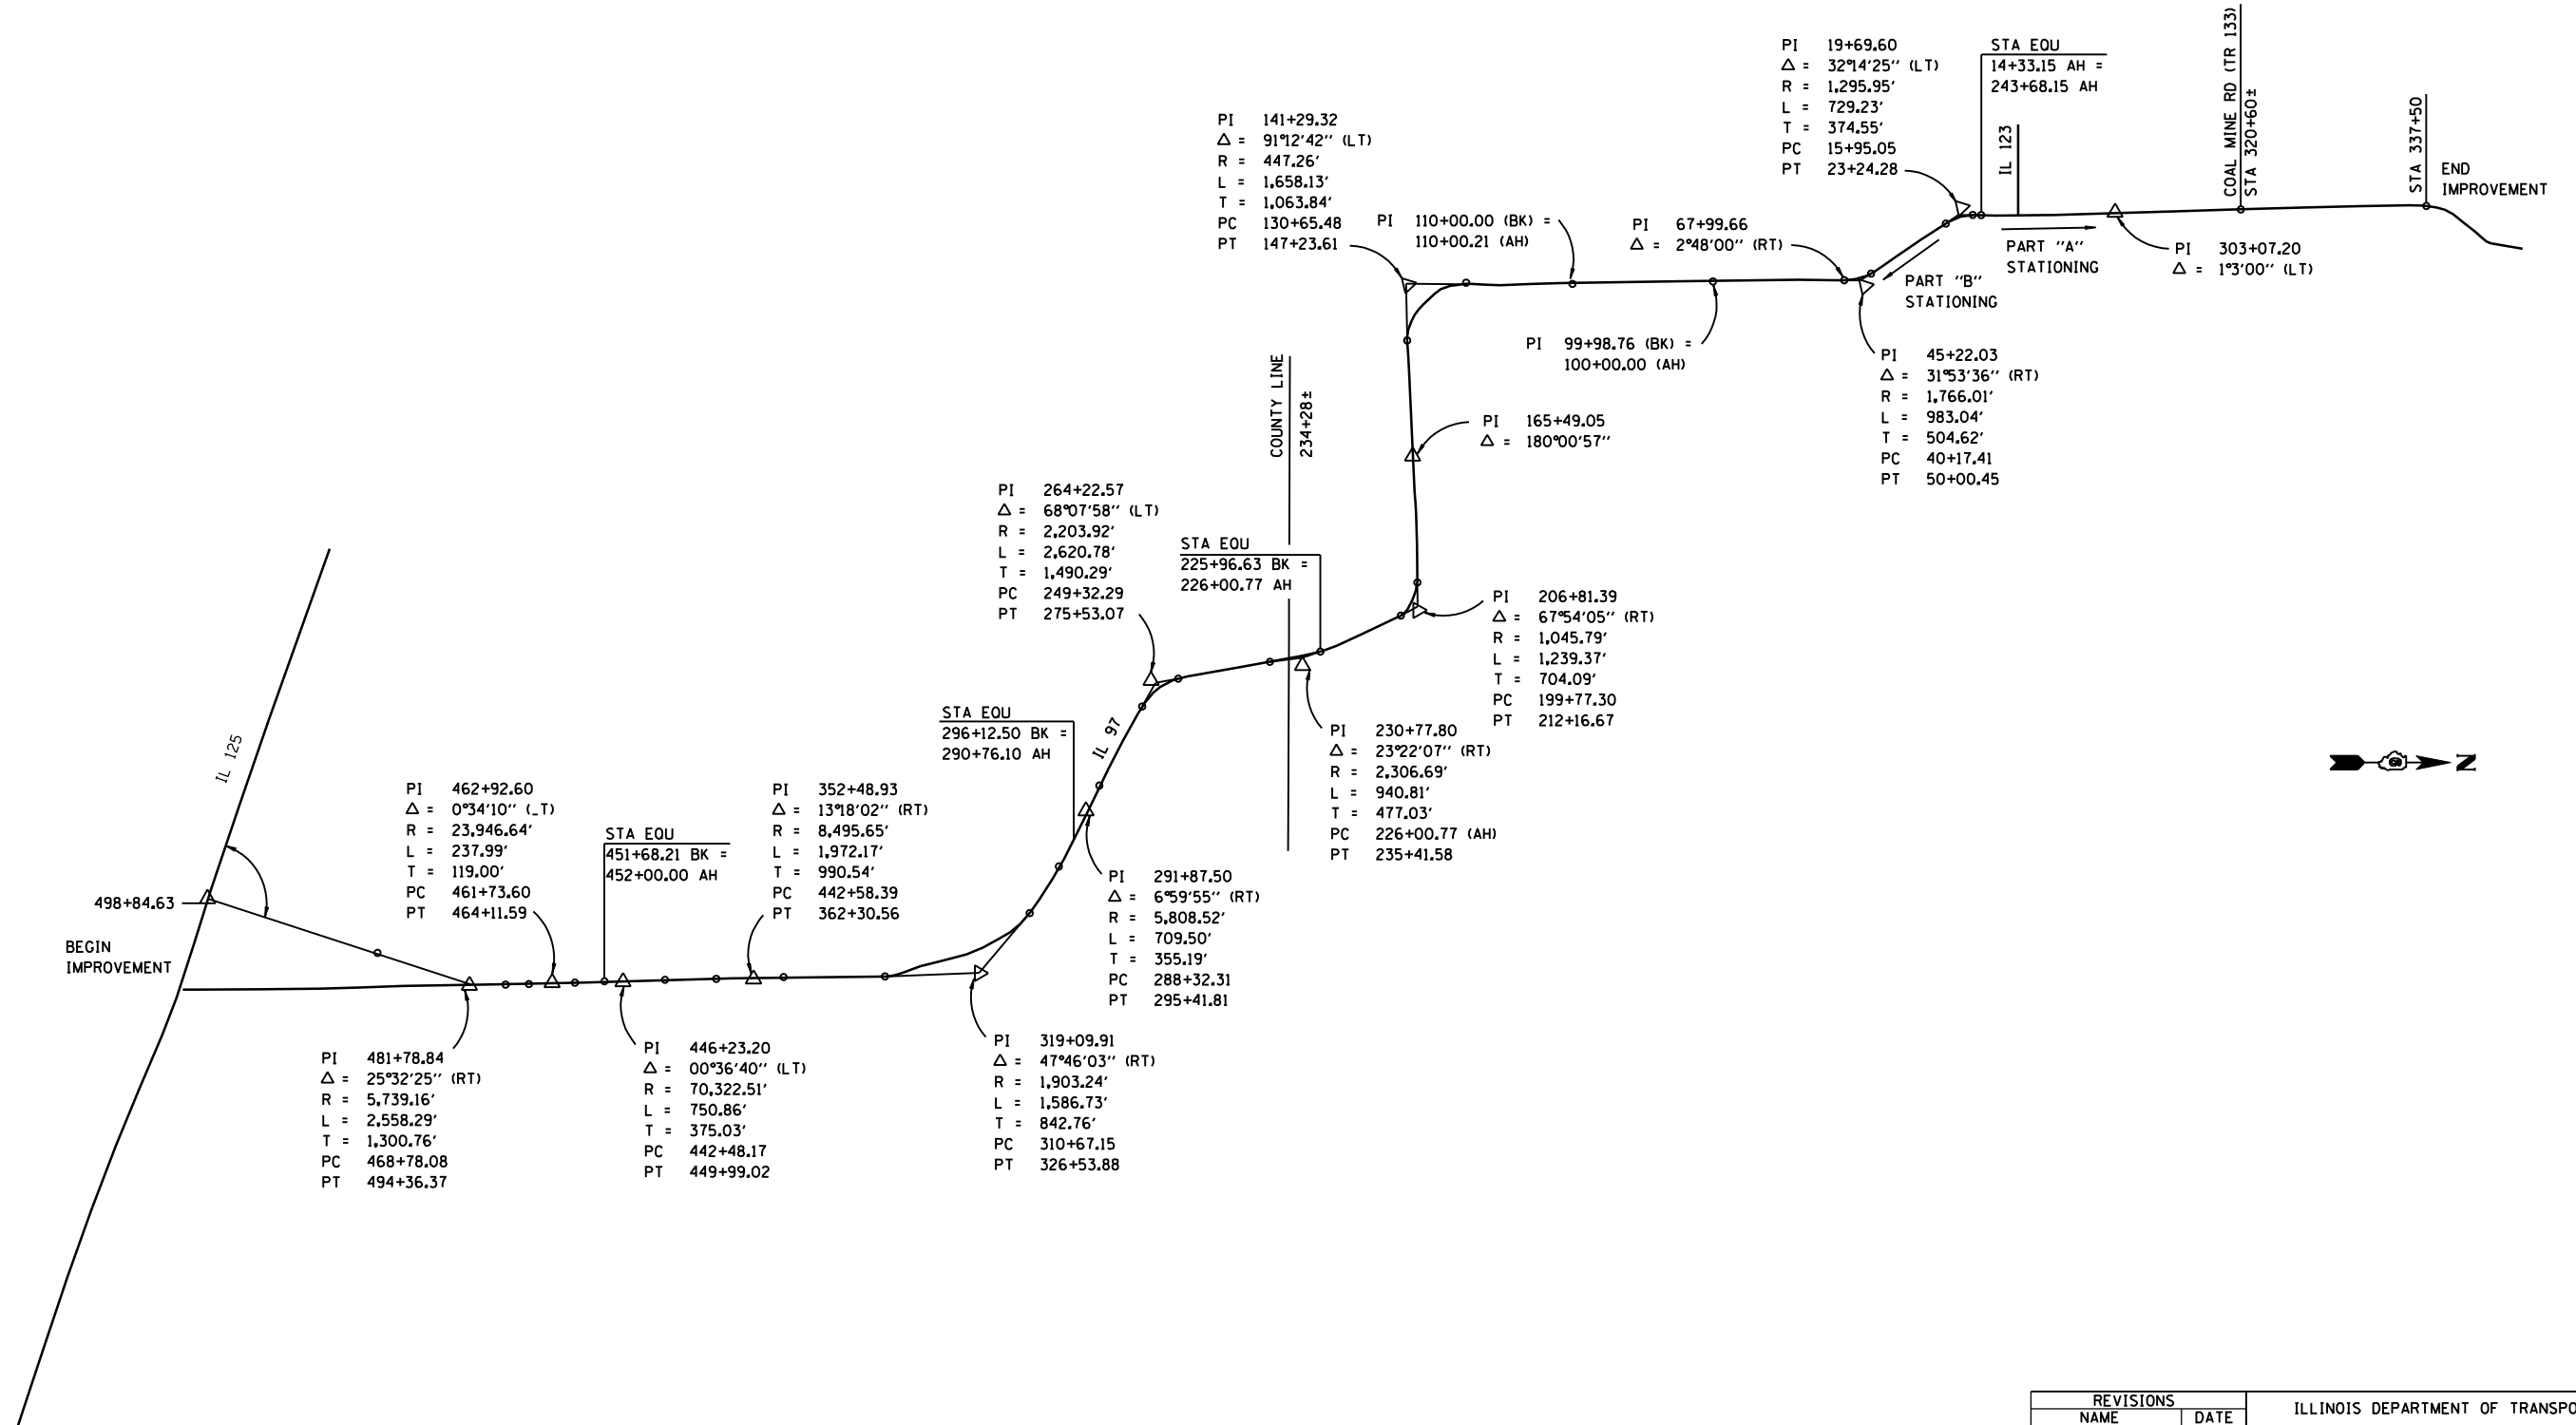 PI 19+69.60
△ = 32°14'25'' (LT)
R = 1,295.95'
L = 729.23'
T = 374.55'
PC 15+95.05
PT 23+24.28
STA EQU
14+33.15 AH =
243+68.15 AH
IL 123
COAL MINE RD (TR 133)
STA 320+60±
STA 337+50
END
IMPROVEMENT
PI 141+29.32
△ = 91°12'42'' (LT)
R = 447.26'
L = 1,658.13'
T = 1,063.84'
PC 130+65.48
PT 147+23.61
PI 110+00.00 (BK) =
110+00.21 (AH)
PI 67+99.66
△ = 2°48'00'' (RT)
PART "A"
STATIONING
PI 303+07.20
△ = 1°3'00'' (LT)
PART "B"
STATIONING
PI 99+98.76 (BK) =
100+00.00 (AH)
PI 45+22.03
△ = 31°53'36'' (RT)
R = 1,766.01'
L = 983.04'
T = 504.62'
PC 40+17.41
PT 50+00.45
COUNTY LINE
234+28±
PI 165+49.05
△ = 180°00'57''
PI 264+22.57
△ = 68°07'58'' (LT)
R = 2,203.92'
L = 2,620.78'
T = 1,490.29'
PC 249+32.29
PT 275+53.07
STA EQU
225+96.63 BK =
226+00.77 AH
PI 206+81.39
△ = 67°54'05'' (RT)
R = 1,045.79'
L = 1,239.37'
T = 704.09'
PC 199+77.30
PT 212+16.67
STA EQU
296+12.50 BK =
290+76.10 AH
IL 97
PI 230+77.80
△ = 23°22'07'' (RT)
R = 2,306.69'
L = 940.81'
T = 477.03'
PC 226+00.77 (AH)
PT 235+41.58
N
IL 125
PI 462+92.60
△ = 0°34'10'' (_T)
R = 23,946.64'
L = 237.99'
T = 119.00'
PC 461+73.60
PT 464+11.59
STA EQU
451+68.21 BK =
452+00.00 AH
PI 352+48.93
△ = 13°18'02'' (RT)
R = 8,495.65'
L = 1,972.17'
T = 990.54'
PC 442+58.39
PT 362+30.56
PI 291+87.50
△ = 6°59'55'' (RT)
R = 5,808.52'
L = 709.50'
T = 355.19'
PC 288+32.31
PT 295+41.81
498+84.63
BEGIN
IMPROVEMENT
PI 481+78.84
△ = 25°32'25'' (RT)
R = 5,739.16'
L = 2,558.29'
T = 1,300.76'
PC 468+78.08
PT 494+36.37
PI 446+23.20
△ = 00°36'40'' (LT)
R = 70,322.51'
L = 750.86'
T = 375.03'
PC 442+48.17
PT 449+99.02
PI 319+09.91
△ = 47°46'03'' (RT)
R = 1,903.24'
L = 1,586.73'
T = 842.76'
PC 310+67.15
PT 326+53.88
REVISIONS
NAME DATE
ILLINOIS DEPARTMENT OF TRANSPO